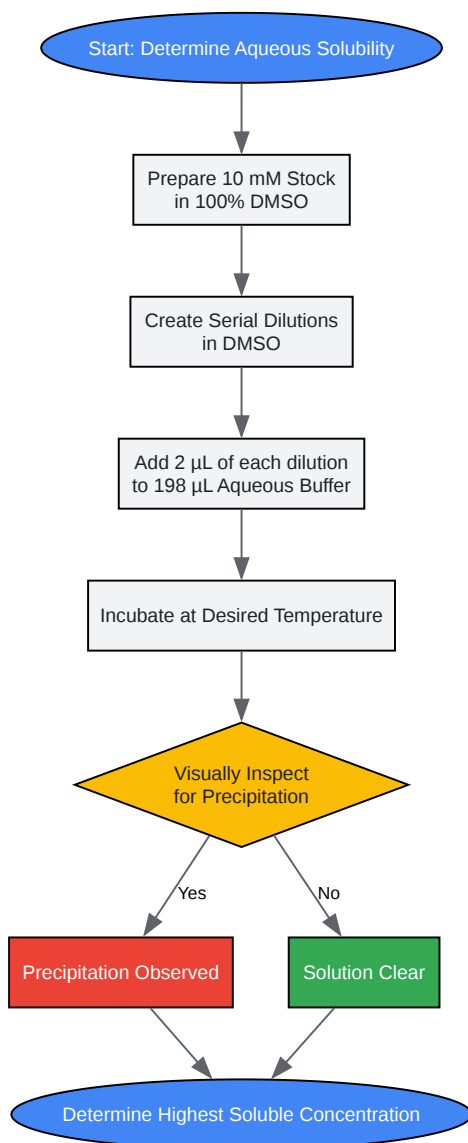 Start: Determine Aqueous Solubility
Prepare 10 mM Stock
in 100% DMSO
Create Serial Dilutions
in DMSO
Add 2 µL of each dilution
to 198 µL Aqueous Buffer
Incubate at Desired Temperature
Visually Inspect
for Precipitation
Yes
No
Precipitation Observed
Solution Clear
Determine Highest Soluble Concentration